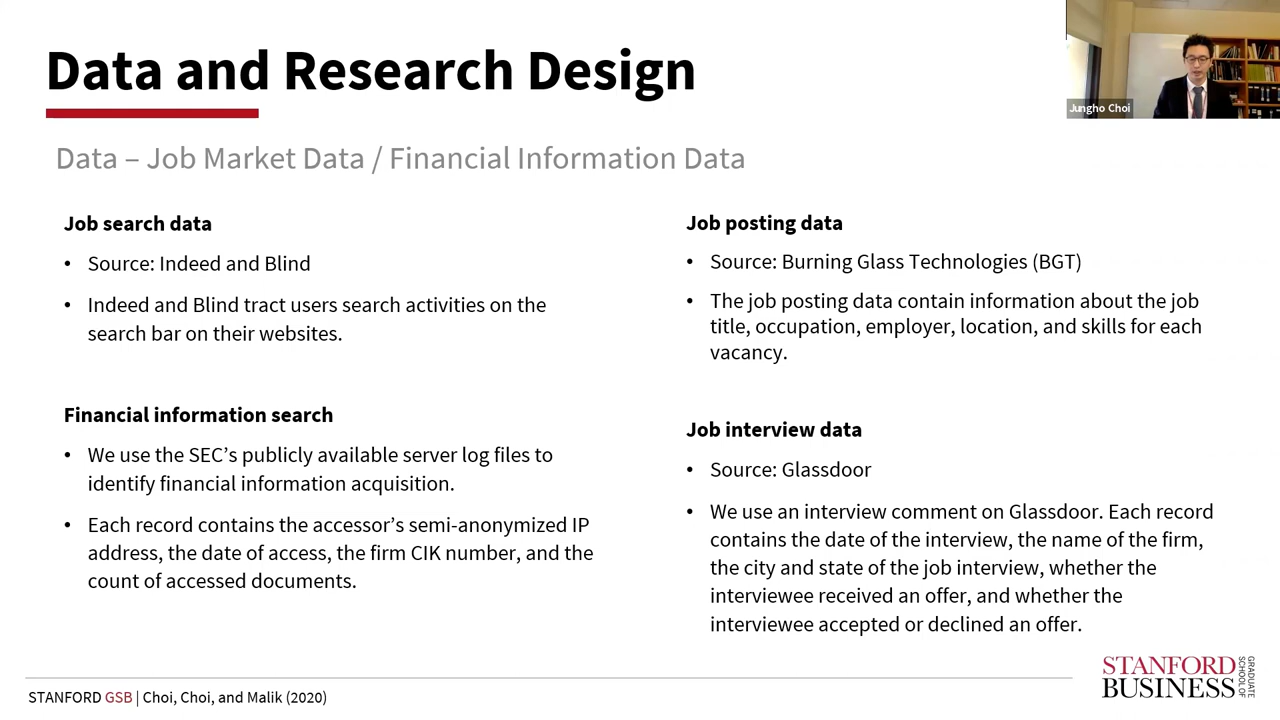 Data and Research Design
Jungho Choi
Data – Job Market Data / Financial Information Data
Job search data
• Source: Indeed and Blind
• Indeed and Blind tract users search activities on the
search bar on their websites.
Financial information search
• We use the SEC’s publicly available server log files to
identify financial information acquisition.
• Each record contains the accessor’s semi-anonymized IP
address, the date of access, the firm CIK number, and the
count of accessed documents.
Job posting data
• Source: Burning Glass Technologies (BGT)
• The job posting data contain information about the job
title, occupation, employer, location, and skills for each
vacancy.
Job interview data
• Source: Glassdoor
• We use an interview comment on Glassdoor. Each record
contains the date of the interview, the name of the firm,
the city and state of the job interview, whether the
interviewee received an offer, and whether the
interviewee accepted or declined an offer.
STANFORD GSB | Choi, Choi, and Malik (2020)
STANFORD
BUSINESS
GRADUATE
SCHOOL OF